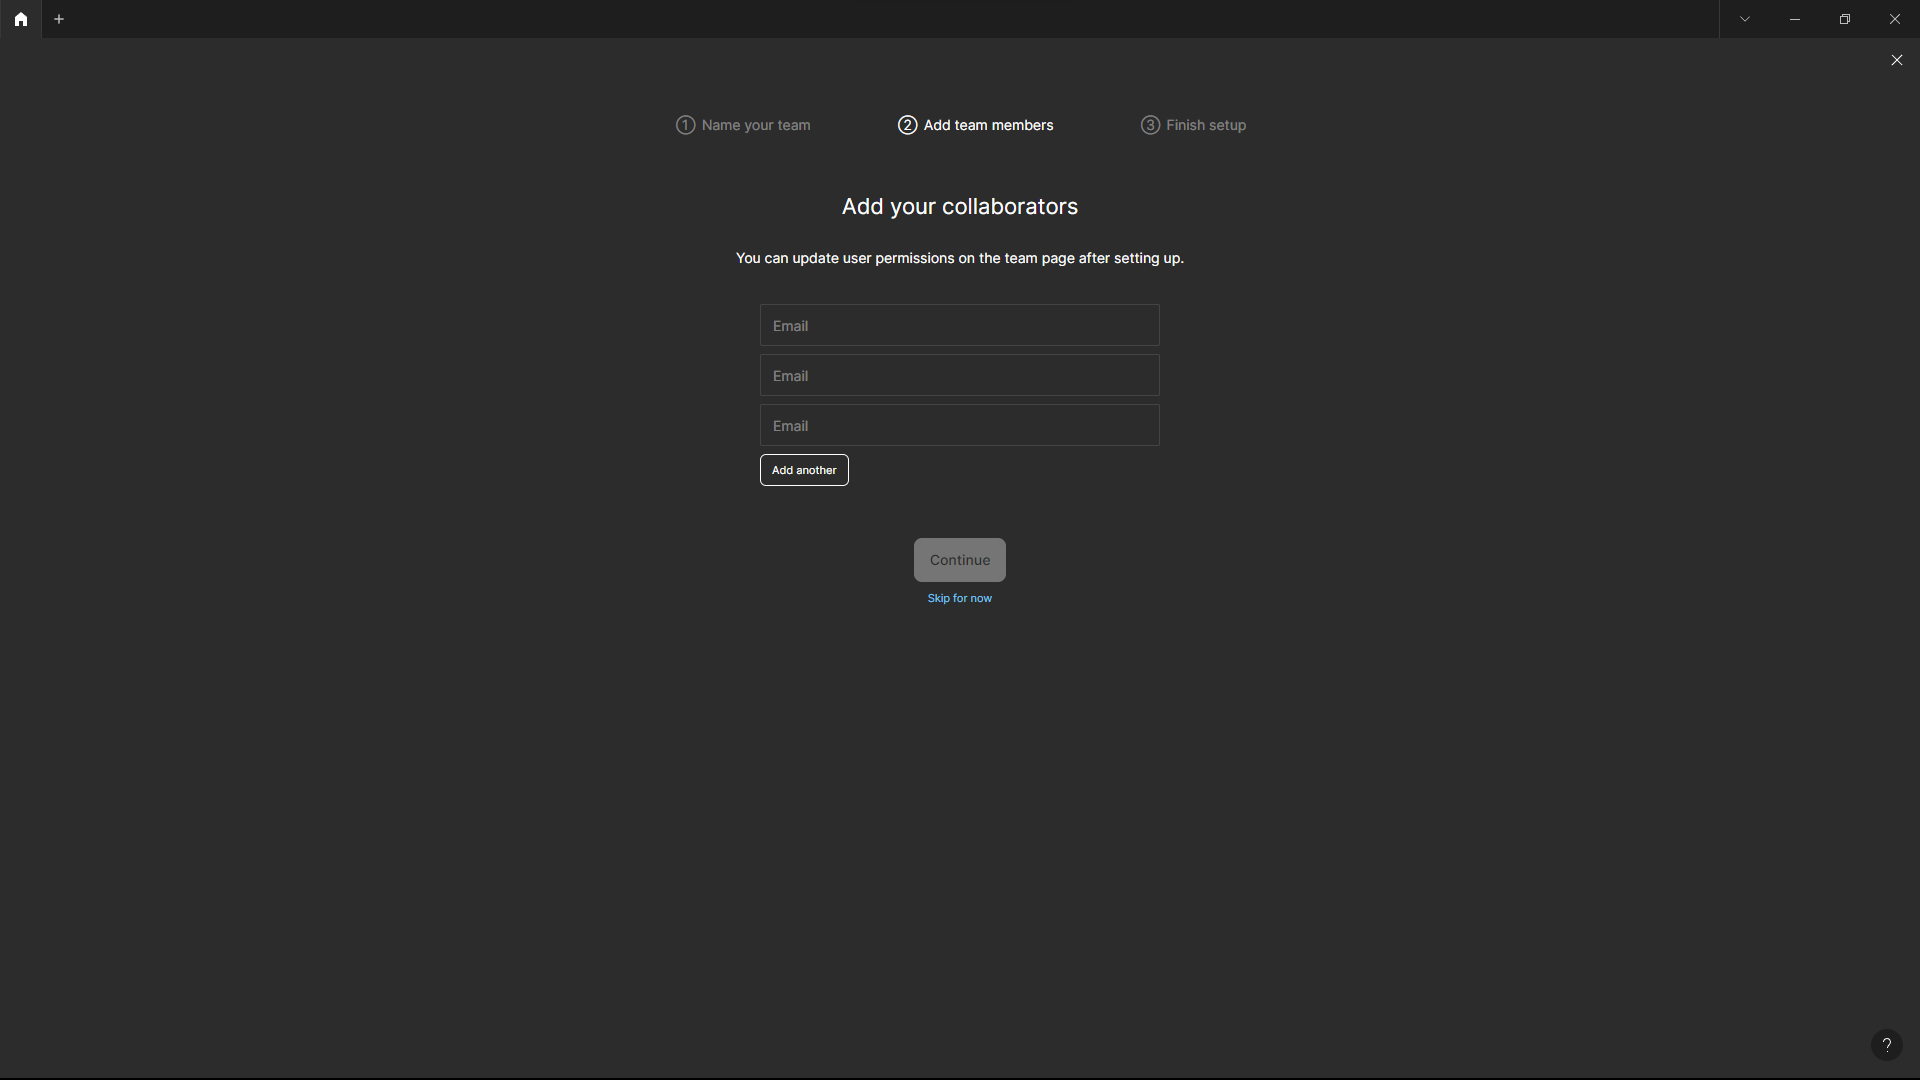 1 Name your team
2 Add team members
3 Finish setup
Add your collaborators
You can update user permissions on the team page after setting up.
Email
Email
Email
Add another
Continue
Skip for now
?